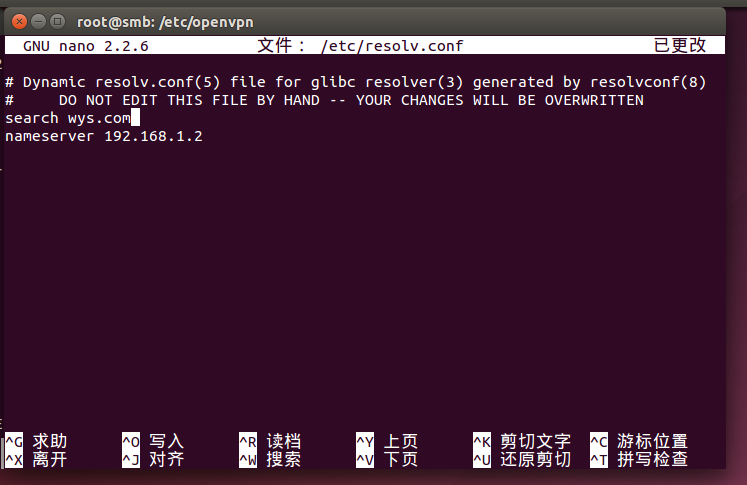 root@smb: /etc/openvpn
GNU nano 2.2.6 文件： /etc/resolv.conf 已更改
# Dynamic resolv.conf(5) file for glibc resolver(3) generated by resolvconf(8)
# DO NOT EDIT THIS FILE BY HAND -- YOUR CHANGES WILL BE OVERWRITTEN
search wys.com
nameserver 192.168.1.2
^G 求助 ^O 写入 ^R 读档 ^Y 上页 ^K 剪切文字 ^C 游标位置
^X 离开 ^J 对齐 ^W 搜索 ^V 下页 ^U 还原剪切 ^T 拼写检查